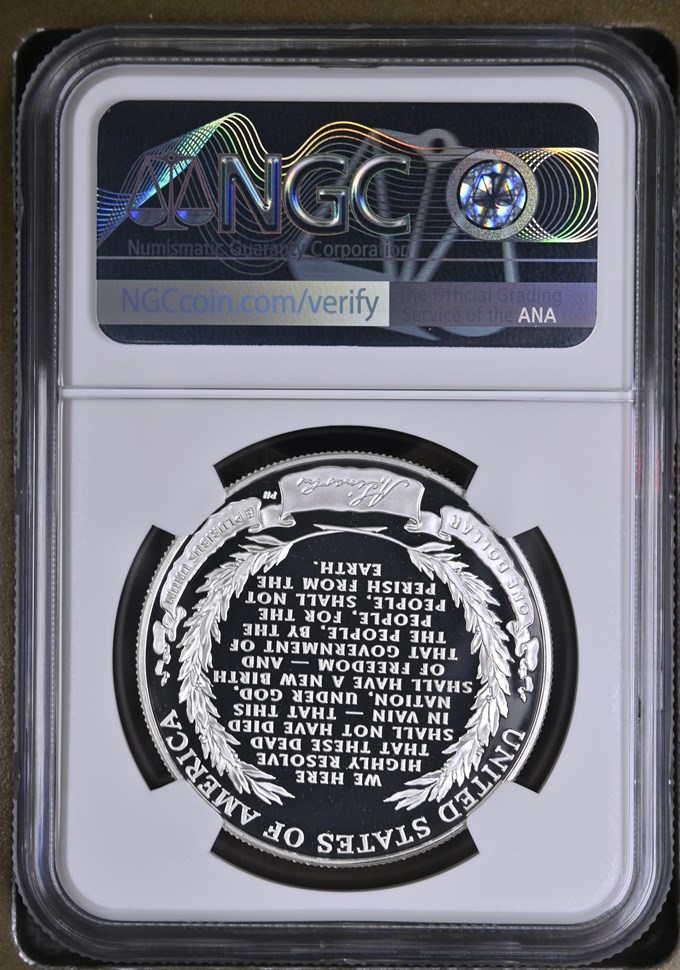 NGC
Numismatic Guaranty Corporation
NGCcoin.com/verify
The Official Grading
Service of the ANA
UNITED STATES OF AMERICA
WE HERE
HIGHLY RESOLVE
THAT THESE DEAD
SHALL NOT HAVE DIED
IN VAIN — THAT THIS
NATION, UNDER GOD,
SHALL HAVE A NEW BIRTH
OF FREEDOM — AND
THAT GOVERNMENT OF
THE PEOPLE, BY THE
PEOPLE, FOR THE
PEOPLE, SHALL NOT
PERISH FROM THE
EARTH.
ONE DOLLAR
A. Lincoln
E PLURIBUS UNUM